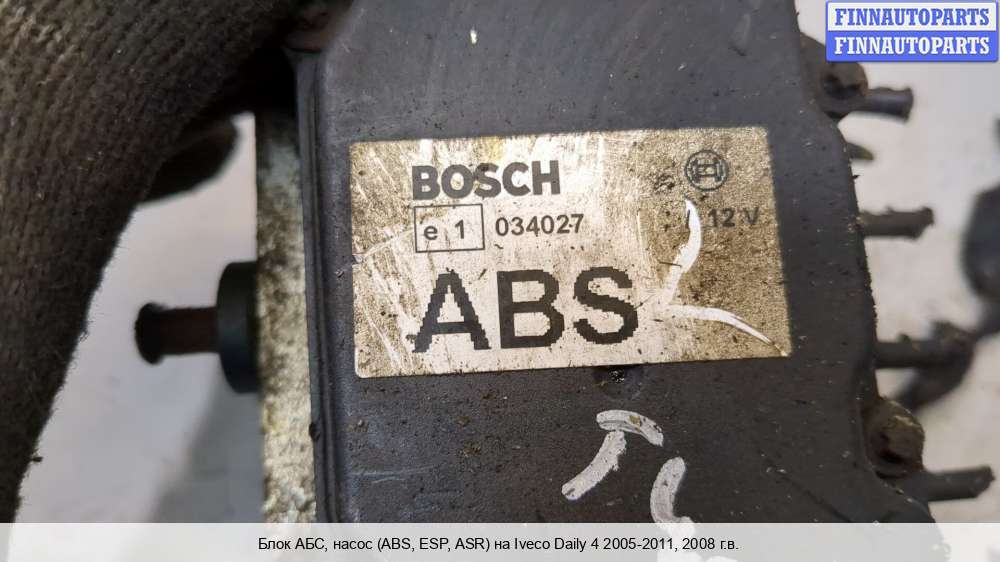 FINNAUTOPARTS
FINNAUTOPARTS
BOSCH
e 1 034027
12 V
ABS
Блок АБС, насос (ABS, ESP, ASR) на Iveco Daily 4 2005-2011, 2008 г.в.